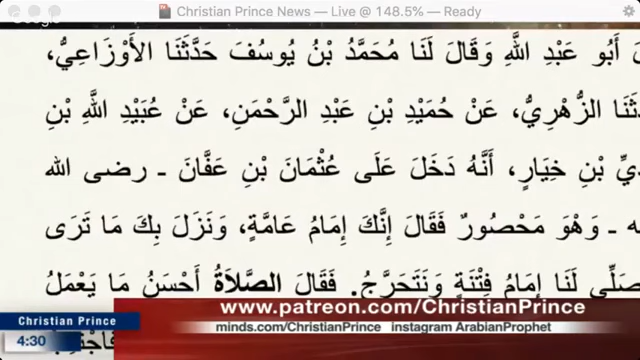 Christian Prince News — Live @ 148.5% — Ready
أَبُو عَبْدِ اللَّهِ وَقَالَ لَنَا مُحَمَّدُ بْنُ يُوسُفَ حَدَّثَنَا الأَوْزَاعِيُّ،
الزُّهْرِيُّ، عَنْ حُمَيْدِ بْنِ عَبْدِ الرَّحْمَنِ، عَنْ عُبَيْدِ اللَّهِ بْنِ
بْنِ خِيَارٍ، أَنَّهُ دَخَلَ عَلَى عُثْمَانَ بْنِ عَفَّانَ ـ رضى الله
ـ وَهْوَ مَحْصُورٌ فَقَالَ إِنَّكَ إِمَامُ عَامَّةٍ، وَنَزَلَ بِكَ مَا تَرَى
لَنَا إِمَامُ فِتْنَةٍ وَنَتَحَرَّجُ. فَقَالَ الصَّلاَةُ أَحْسَنُ مَا يَعْمَلُ
www.patreon.com/ChristianPrince
Christian Prince
minds.com/ChristianPrince instagram ArabianProphet
4:30